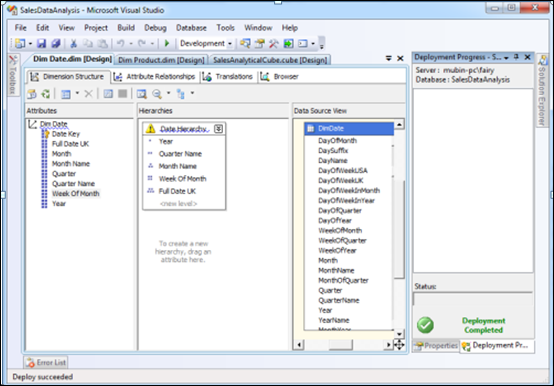 SalesDataAnalysis - Microsoft Visual Studio
File Edit View Project Build Debug Database Tools Window Help
Development
Dim Date.dim [Design] Dim Product.dim [Design] SalesAnalyticalCube.cube [Design]
Dimension Structure Attribute Relationships Translations Browser
Toolbox
Attributes
Dim Date
Date Key
Full Date UK
Month
Month Name
Quarter
Quarter Name
Week Of Month
Year
Hierarchies
Date Hierarchy...
Year
Quarter Name
Month Name
Week Of Month
Full Date UK
<new level>
To create a new
hierarchy, drag an
attribute here.
Data Source View
DimDate
DayOfMonth
DaySuffix
DayName
DayOfWeekUSA
DayOfWeekUK
DayOfWeekInMonth
DayOfWeekInYear
DayOfQuarter
DayOfYear
WeekOfMonth
WeekOfQuarter
WeekOfYear
Month
MonthName
MonthOfQuarter
Quarter
QuarterName
Year
YearName
MonthYear
Deployment Progress - S...
Server : mubin-pc\fairy
Database : SalesDataAnalysis
Status:
Deployment
Completed
Properties Deployment Pr...
Solution Explorer
Error List
Deploy succeeded